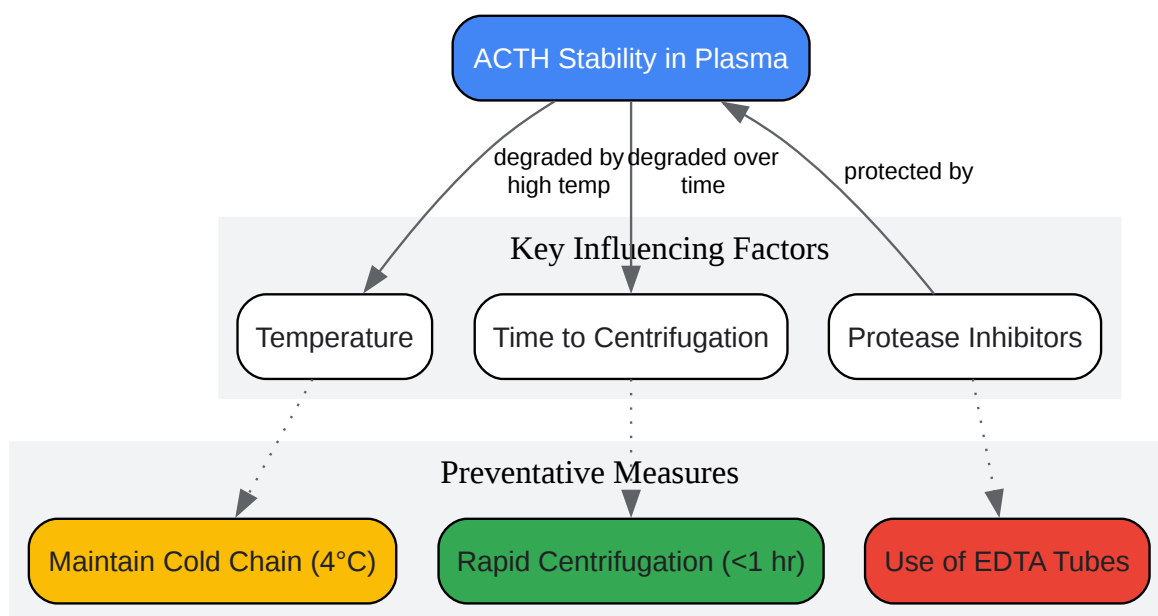 ACTH Stability in Plasma
degraded by
high temp
degraded over
time
protected by
Key Influencing Factors
Temperature
Time to Centrifugation
Protease Inhibitors
Preventative Measures
Maintain Cold Chain (4°C)
Rapid Centrifugation (<1 hr)
Use of EDTA Tubes